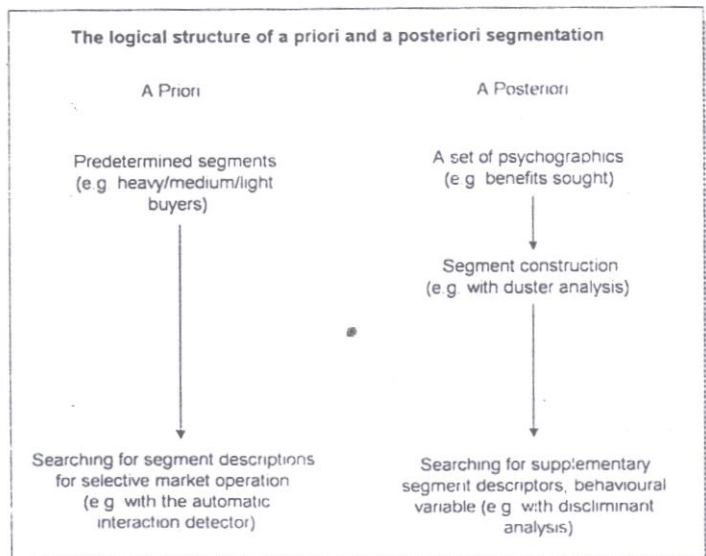 The logical structure of a priori and a posteriori segmentation
A Priori
Predetermined segments
(e.g heavy/medium/light
buyers)
Searching for segment descriptions
for selective market operation
(e g with the automatic
interaction detector)
A Posteriori
A set of psychographics
(e g benefits sought)
Segment construction
(e.g. with duster analysis)
Searching for supplementary
segment descriptors, behavioural
variable (e g with discliminant
analysis)